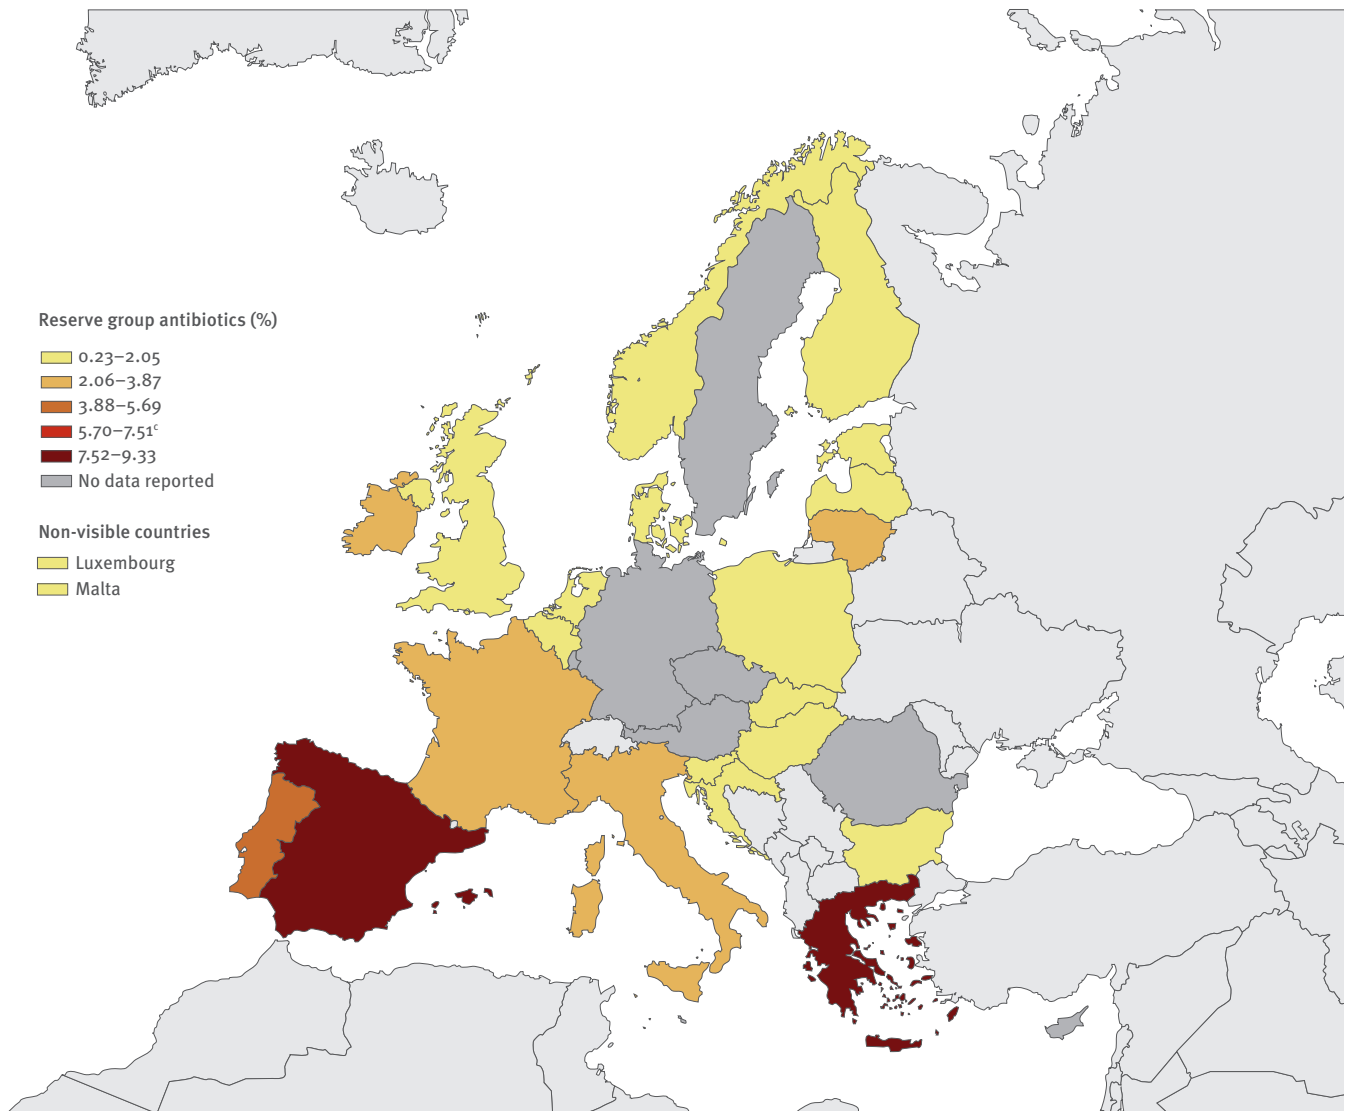 Reserve group antibiotics (%)
0.23–2.05
2.06–3.87
3.88–5.69
5.70–7.51ᶜ
7.52–9.33
No data reported
Non-visible countries
Luxembourg
Malta